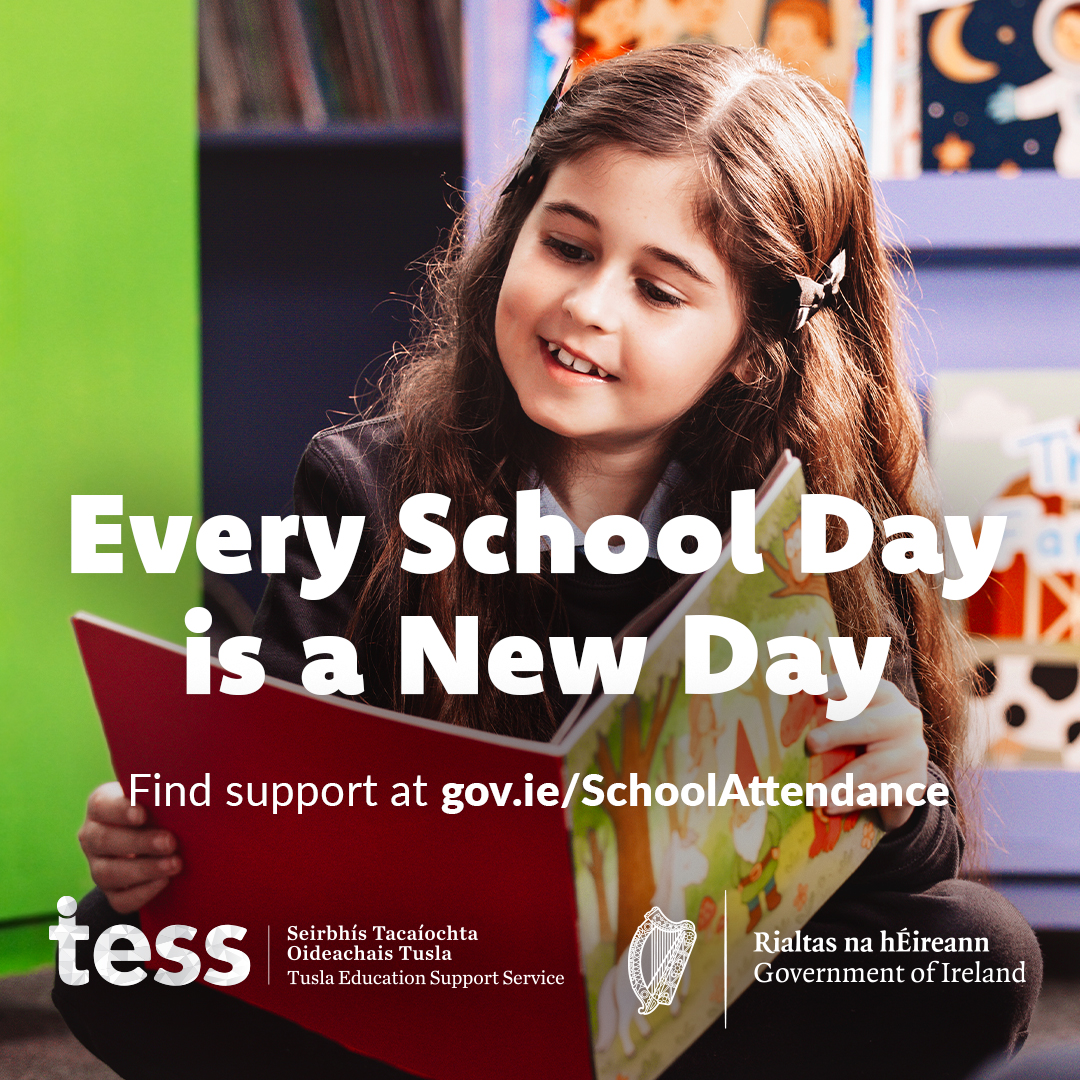 Every School Day
is a New Day
Find support at gov.ie/SchoolAttendance
tess
Seirbhís Tacaíochta
Oideachais Tusla
Tusla Education Support Service
Rialtas na hÉireann
Government of Ireland